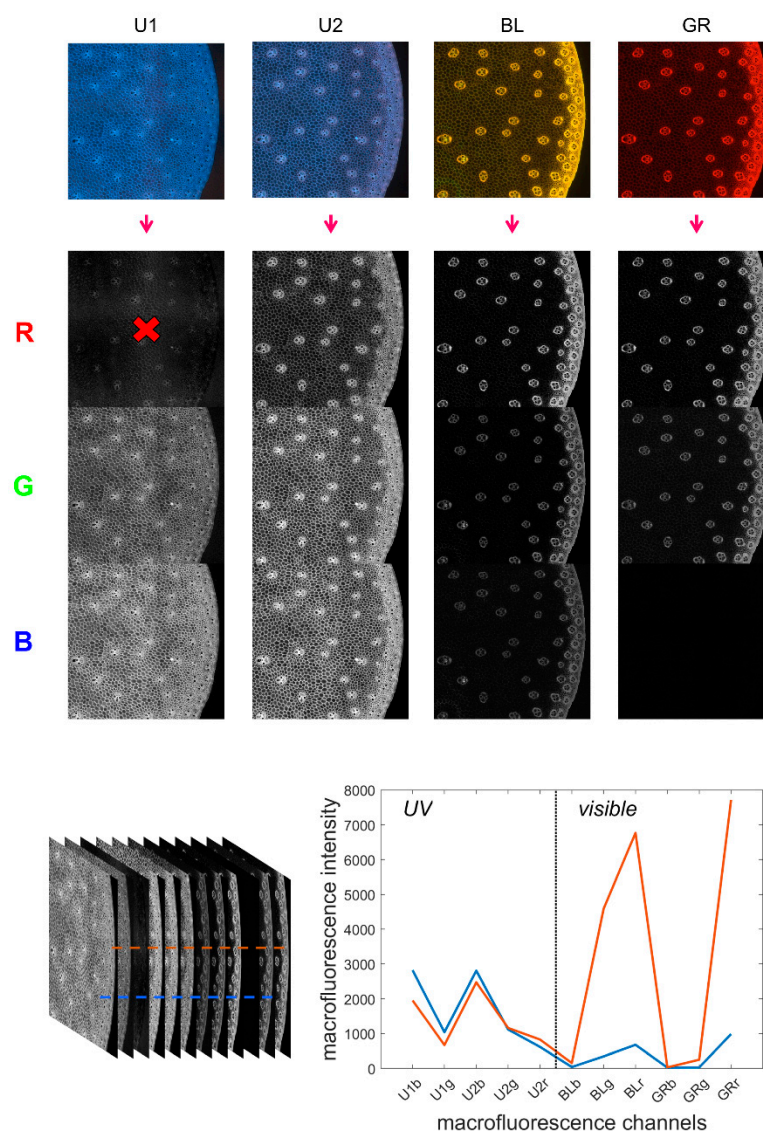 U1 U2 BL GR
R
G
B
8000
7000
6000
5000
4000
3000
2000
1000
0
UV visible
macrofluorescence intensity
U1b U1g U2b U2g U2r BLb BLg BLr GRb GRg GRr
macrofluorescence channels